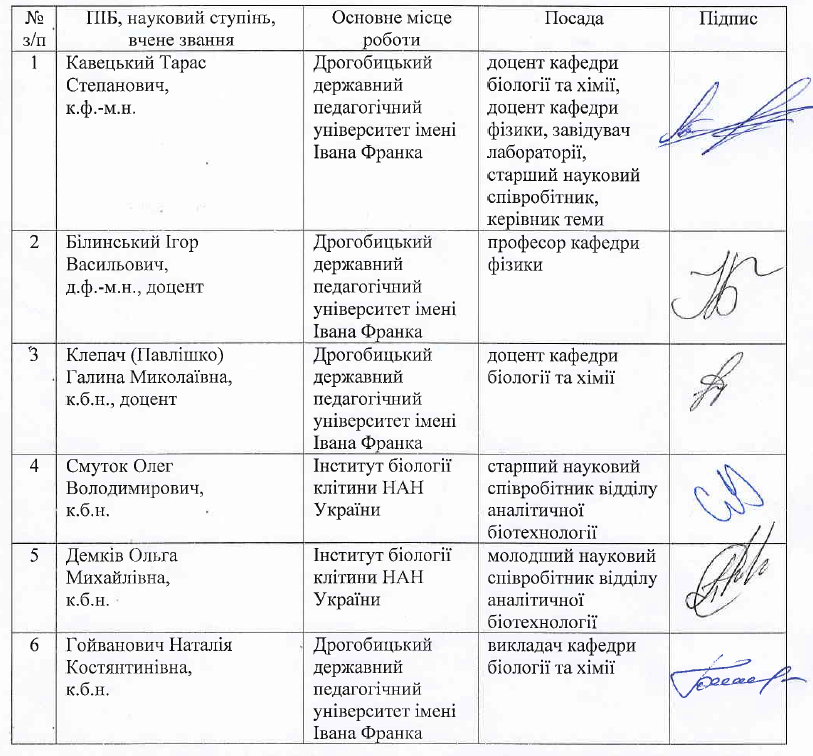 № з/п
ПІБ, науковий ступінь,
вчене звання
Основне місце
роботи
Посада
Підпис
1
Кавецький Тарас
Степанович,
к.ф.-м.н.
Дрогобицький
державний
педагогічний
університет імені
Івана Франка
доцент кафедри
біології та хімії,
доцент кафедри
фізики, завідувач
лабораторії,
старший науковий
співробітник,
керівник теми
2
Білинський Ігор
Васильович,
д.ф.-м.н., доцент
Дрогобицький
державний
педагогічний
університет імені
Івана Франка
професор кафедри
фізики
3
Клепач (Павлішко)
Галина Миколаївна,
к.б.н., доцент
Дрогобицький
державний
педагогічний
університет імені
Івана Франка
доцент кафедри
біології та хімії
4
Смуток Олег
Володимирович,
к.б.н.
Інститут біології
клітини НАН
України
старший науковий
співробітник відділу
аналітичної
біотехнології
5
Демків Ольга
Михайлівна,
к.б.н.
Інститут біології
клітини НАН
України
молодший науковий
співробітник відділу
аналітичної
біотехнології
6
Гойванович Наталія
Костянтинівна,
к.б.н.
Дрогобицький
державний
педагогічний
університет імені
Івана Франка
викладач кафедри
біології та хімії